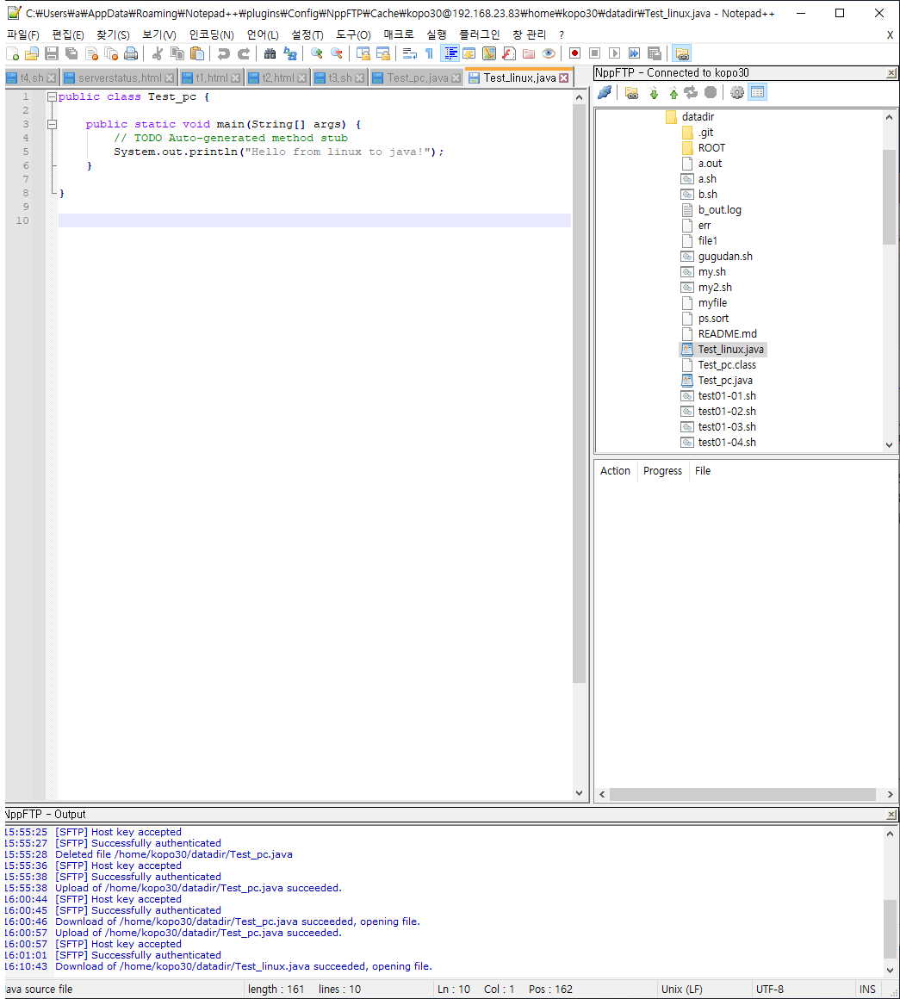 C:₩Users₩a₩AppData₩Roaming₩Notepad++₩plugins₩Config₩NppFTP₩Cache₩kopo30@192.168.23.83₩home₩kopo30₩datadir₩Test_linux.java - Notepad++
파일(F) 편집(E) 찾기(S) 보기(V) 인코딩(N) 언어(L) 설정(T) 도구(O) 매크로 실행 플러그인 창 관리 ? X
t4,sh serverstatus,html t1,html t2,html t3,sh Test_pc,java Test_linux,java
1 public class Test_pc {
2
3 public static void main(String[] args) {
4 // TODO Auto-generated method stub
5 System.out.println("Hello from linux to java!");
6 }
7
8 }
9
10
NppFTP - Connected to kopo30
datadir
.git
ROOT
a.out
a.sh
b.sh
b_out.log
err
file1
gugudan.sh
my.sh
my2.sh
myfile
ps.sort
README.md
Test_linux.java
Test_pc.class
Test_pc.java
test01-01.sh
test01-02.sh
test01-03.sh
test01-04.sh
Action Progress File
NppFTP - Output
15:55:25 [SFTP] Host key accepted
15:55:27 [SFTP] Successfully authenticated
15:55:28 Deleted file /home/kopo30/datadir/Test_pc.java
15:55:36 [SFTP] Host key accepted
15:55:38 [SFTP] Successfully authenticated
15:55:38 Upload of /home/kopo30/datadir/Test_pc.java succeeded.
16:00:44 [SFTP] Host key accepted
16:00:45 [SFTP] Successfully authenticated
16:00:46 Download of /home/kopo30/datadir/Test_pc.java succeeded, opening file.
16:00:57 Upload of /home/kopo30/datadir/Test_pc.java succeeded.
16:00:57 [SFTP] Host key accepted
16:01:01 [SFTP] Successfully authenticated
16:10:43 Download of /home/kopo30/datadir/Test_linux.java succeeded, opening file.
Java source file length : 161 lines : 10 Ln : 10 Col : 1 Pos : 162 Unix (LF) UTF-8 INS